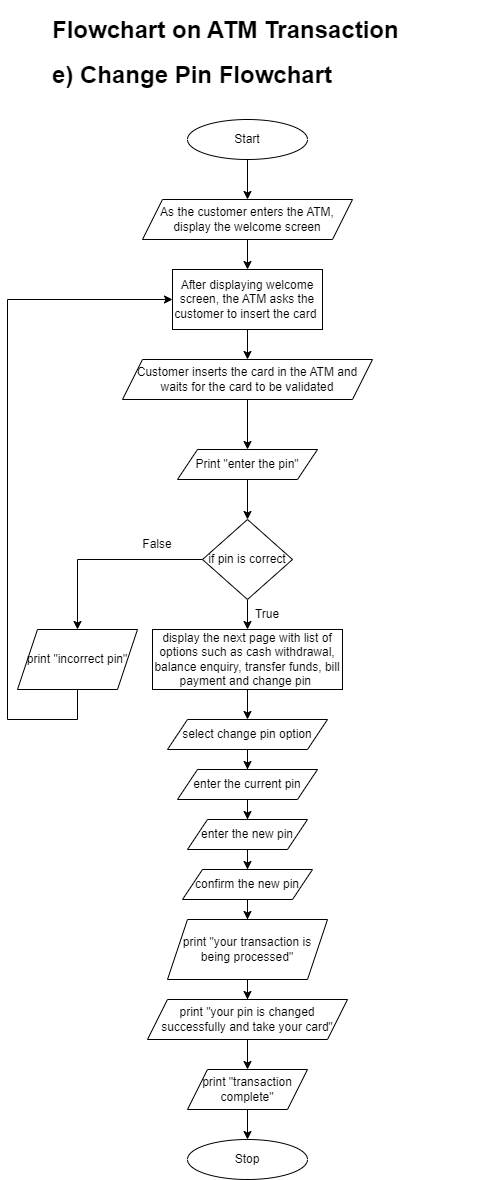 Flowchart on ATM Transaction
e) Change Pin Flowchart
Start
As the customer enters the ATM,
display the welcome screen
After displaying welcome
screen, the ATM asks the
customer to insert the card
Customer inserts the card in the ATM and
waits for the card to be validated
Print "enter the pin"
if pin is correct
False
True
print "incorrect pin"
display the next page with list of
options such as cash withdrawal,
balance enquiry, transfer funds, bill
payment and change pin
select change pin option
enter the current pin
enter the new pin
confirm the new pin
print "your transaction is
being processed"
print "your pin is changed
successfully and take your card"
print "transaction
complete"
Stop